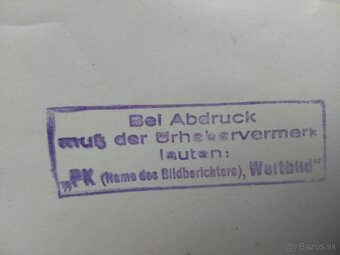 Bei Abdruck
muß der Urhebervermerk
lauten:
„PK (Name des Bildberichters), Weltbild"
Bazos.sk